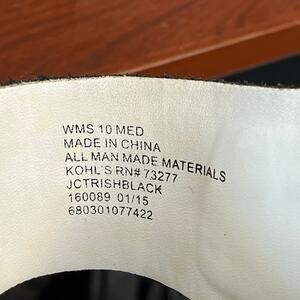 WMS 10 MED
MADE IN CHINA
ALL MAN MADE MATERIALS
KOHL'S RN# 73277
JCTRISHBLACK
160089 01/15
680301077422